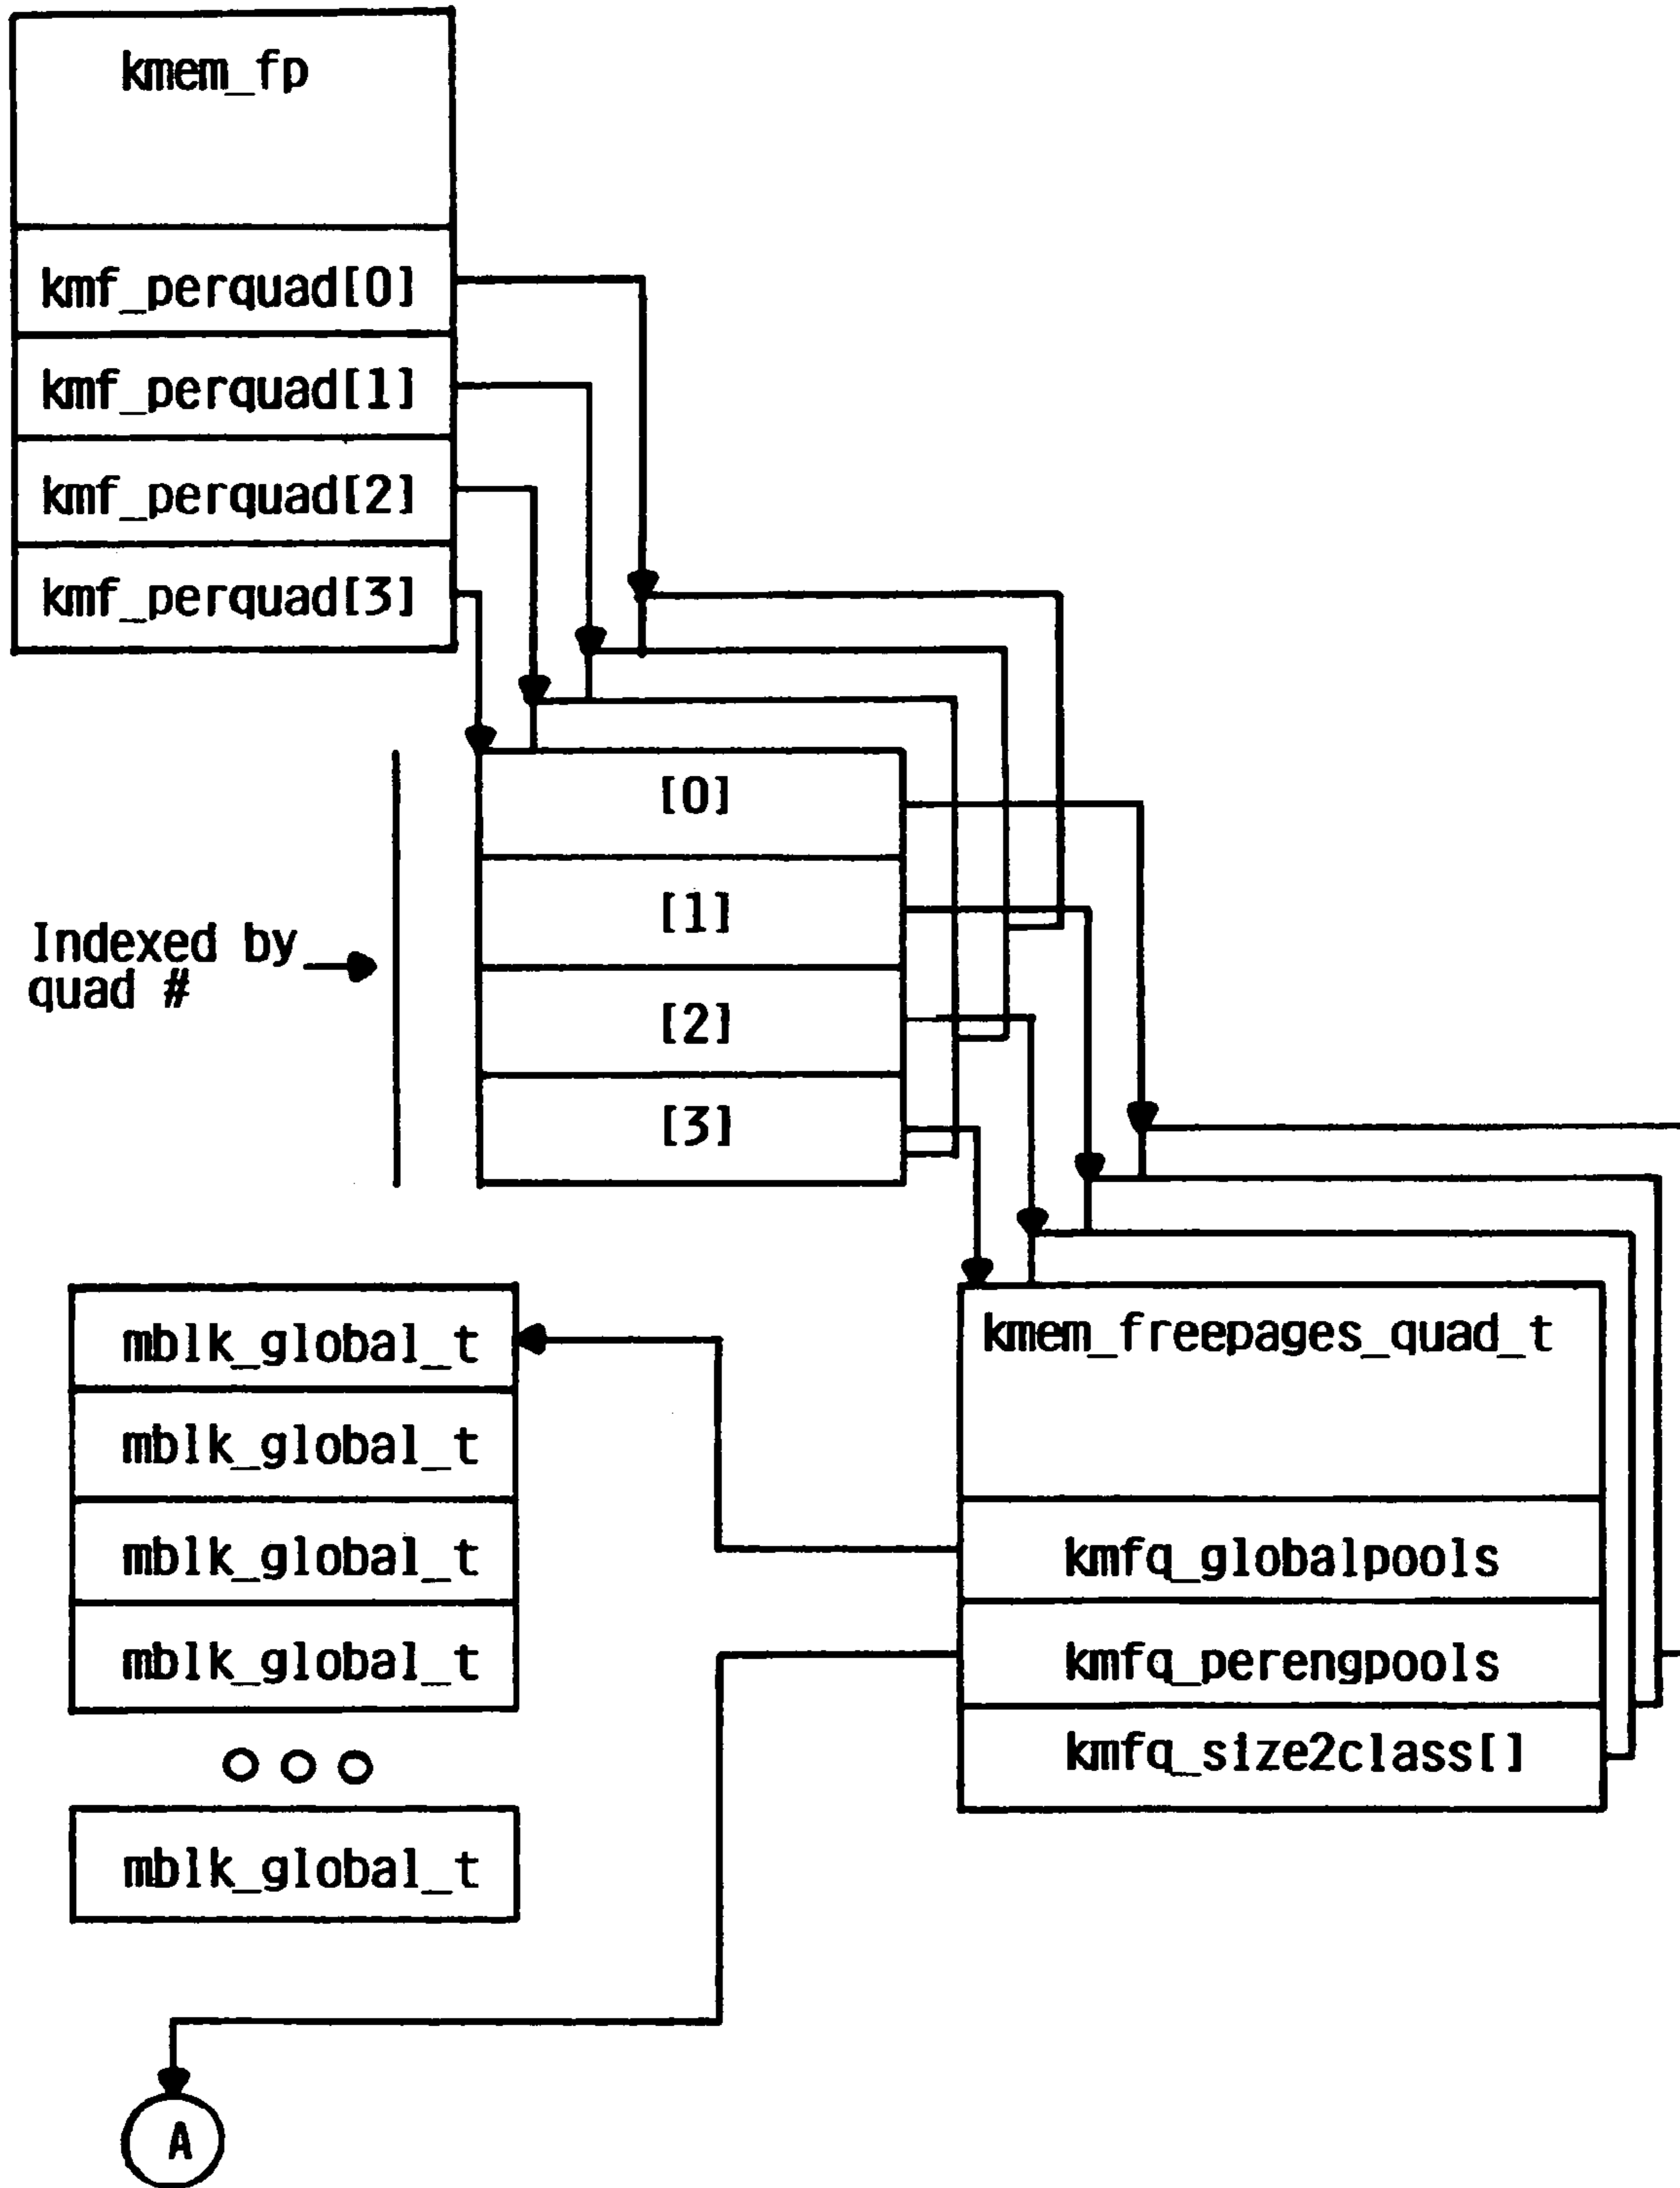 kmem_fp
kmf_perquad[0]
kmf_perquad[1]
kmf_perquad[2]
kmf_perquad[3]
[0]
[1]
[2]
[3]
Indexed by
quad #
mblk_global_t
mblk_global_t
mblk_global_t
mblk_global_t
mblk_global_t
kmem_freepages_quad_t
kmfq_globalpools
kmfq_perengpools
kmfq_size2class[]
A